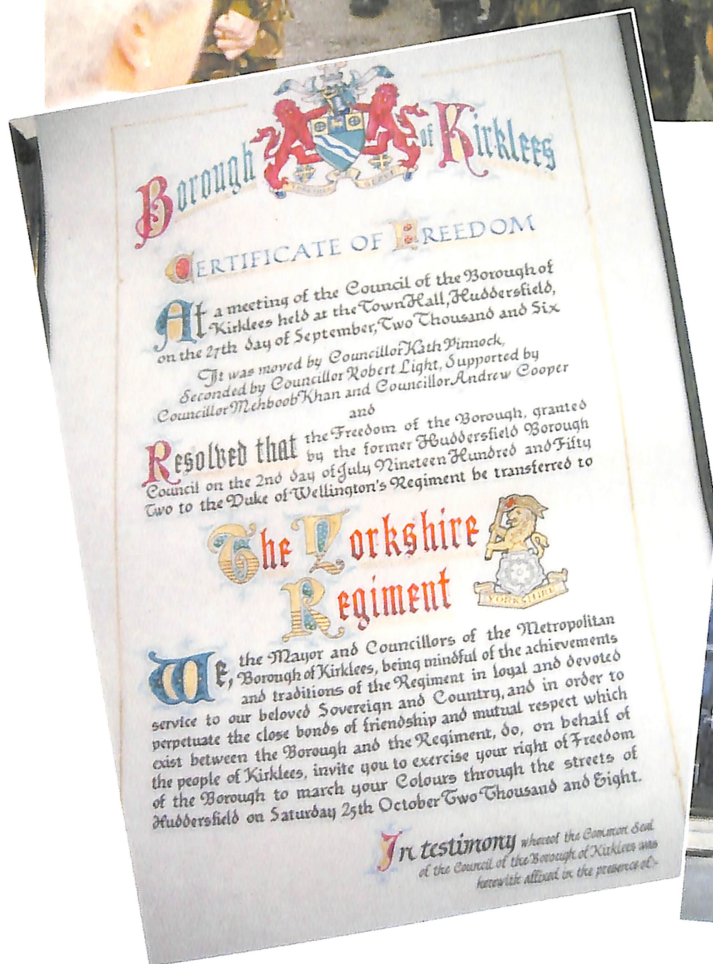 Borough of Kirklees
CERTIFICATE OF FREEDOM
At a meeting of the Council of the Borough of
Kirklees held at the Town Hall, Huddersfield,
on the 27th day of September, Two Thousand and Six
It was moved by Councillor Kath Pinnock,
Seconded by Councillor Robert Light, Supported by
Councillor Mehboob Khan and Councillor Andrew Cooper
and
Resolved that the Freedom of the Borough, granted
by the former Huddersfield Borough
Council on the 2nd day of July Nineteen Hundred and Fifty
Two to the Duke of Wellington's Regiment be transferred to
The Yorkshire
Regiment
YORKSHIRE
We, the Mayor and Councillors of the Metropolitan
Borough of Kirklees, being mindful of the achievements
and traditions of the Regiment in loyal and devoted
service to our beloved Sovereign and Country, and in order to
perpetuate the close bonds of friendship and mutual respect which
exist between the Borough and the Regiment, do, on behalf of
the people of Kirklees, invite you to exercise your right of Freedom
of the Borough to march your Colours through the streets of
Huddersfield on Saturday 25th October Two Thousand and Eight.
In testimony whereof the Common Seal
of the Council of the Borough of Kirklees was
herewith affixed in the presence of:-